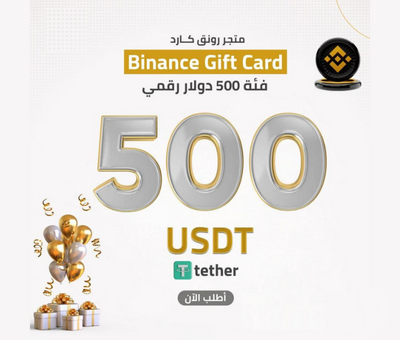 متجر رونق كارد
Binance Gift Card
فئة 500 دولار رقمي
500
USDT
tether
أطلب الآن